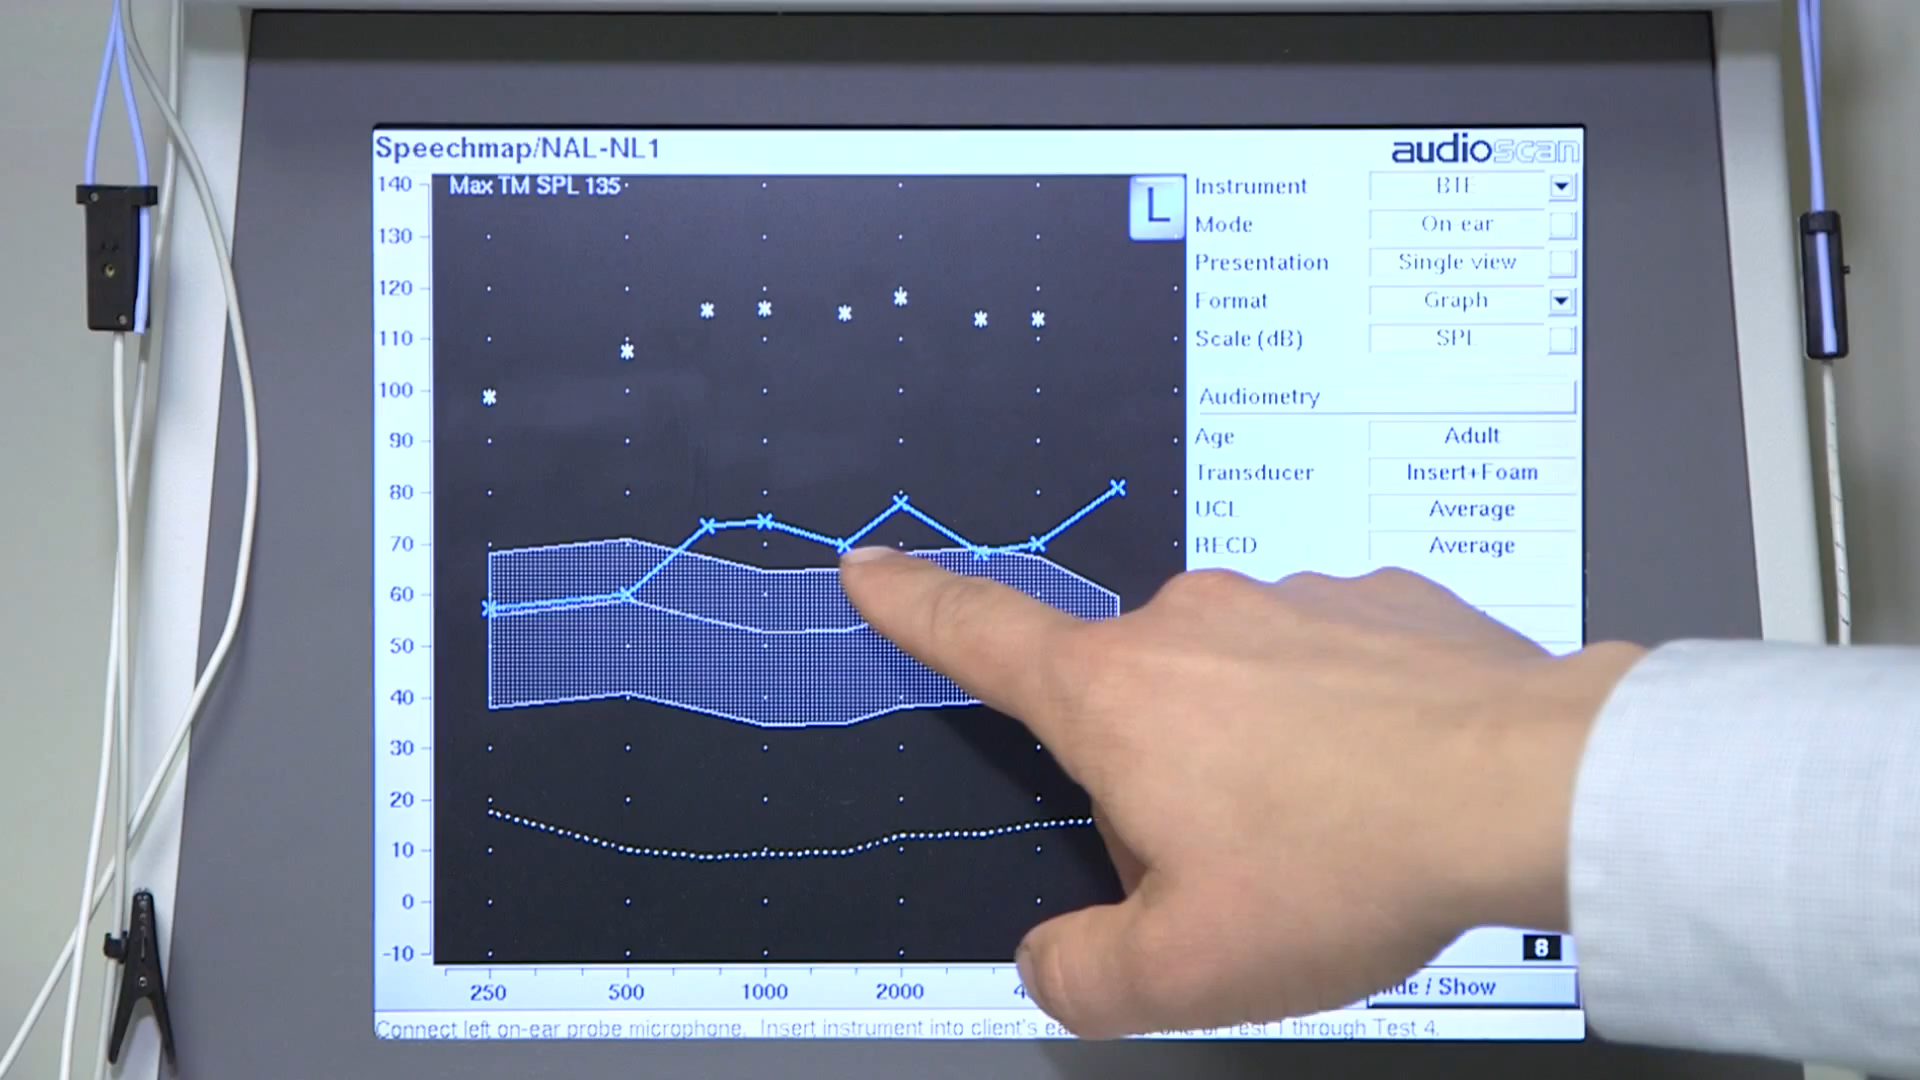 Speechmap/NAL-NL1
audioscan
Max TM SPL 135
L
140
130
120
110
100
90
80
70
60
50
40
30
20
10
0
-10
250
500
1000
2000
Instrument BTE
Mode On-ear
Presentation Single view
Format Graph
Scale (dB) SPL
Audiometry
Age Adult
Transducer Insert+Foam
UCL Average
RECD Average
8
/ Show
Connect left on-ear probe microphone. Insert instrument into client's Test 1 through Test 4.